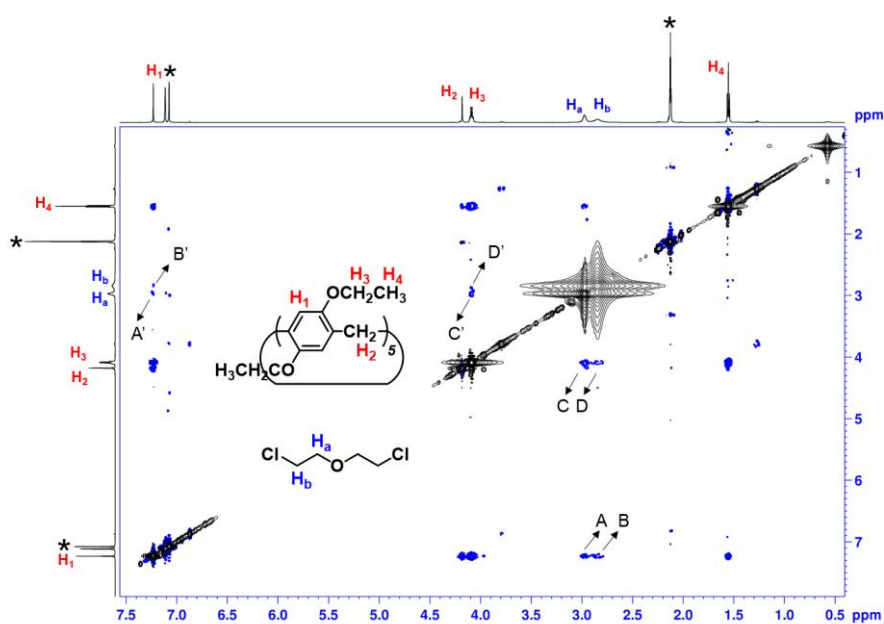 *
*
H1
*
H2
H3
Ha
Hb
H4
ppm
H4
*
Hb
Ha
H3
H2
*
H1
B'
A'
D'
C'
C D
A B
H3 H4
OCH2CH3
H1
CH2
5
H2
H3CH2CO
Ha
Cl O Cl
Hb
1
2
3
4
5
6
7
ppm
7.5 7.0 6.5 6.0 5.5 5.0 4.5 4.0 3.5 3.0 2.5 2.0 1.5 1.0 0.5 ppm